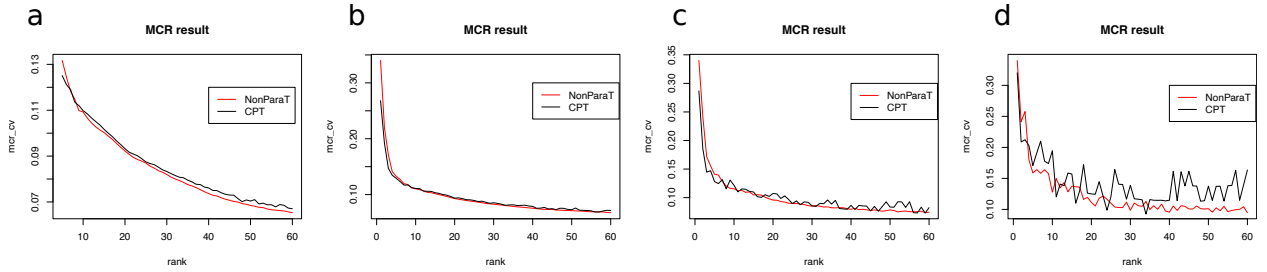 a
MCR result
mcr_cv
0.13
0.11
0.09
0.07
NonParaT
CPT
10 20 30 40 50 60
rank
b
MCR result
mcr_cv
0.30
0.20
0.10
NonParaT
CPT
0 10 20 30 40 50 60
rank
c
MCR result
mcr_cv
0.35
0.30
0.25
0.20
0.15
0.10
NonParaT
CPT
0 10 20 30 40 50 60
rank
d
MCR result
mcr_cv
0.30
0.20
0.15
0.10
NonParaT
CPT
0 10 20 30 40 50 60
rank